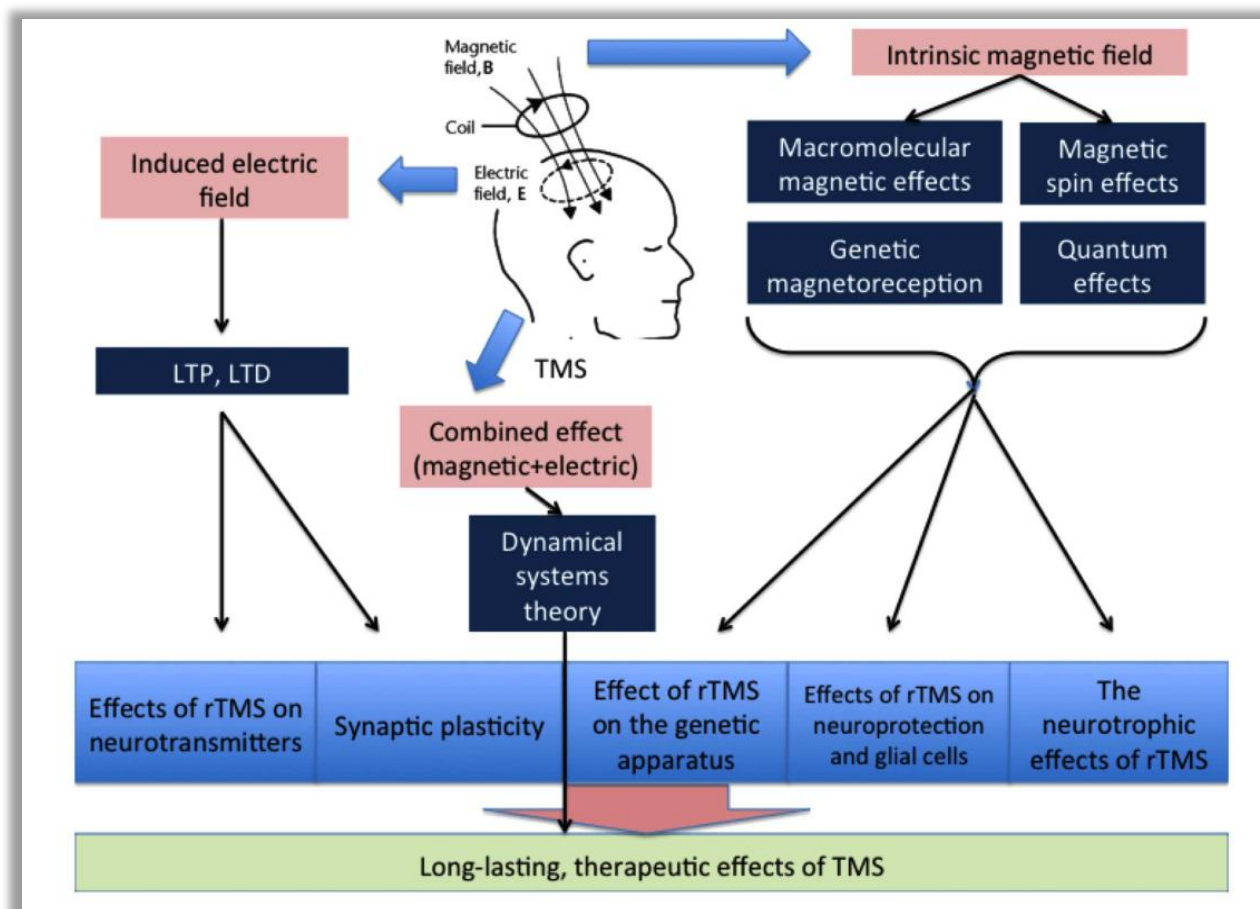 Magnetic
field,B
Coil
Electric
field, E
TMS
Intrinsic magnetic field
Macromolecular
magnetic effects
Magnetic
spin effects
Genetic
magnetoreception
Quantum
effects
Induced electric
field
LTP, LTD
Combined effect
(magnetic+electric)
Dynamical
systems
theory
Effects of rTMS on
neurotransmitters
Synaptic plasticity
Effect of rTMS
on the genetic
apparatus
Effects of rTMS on
neuroprotection
and glial cells
The
neurotrophic
effects of rTMS
Long-lasting, therapeutic effects of TMS